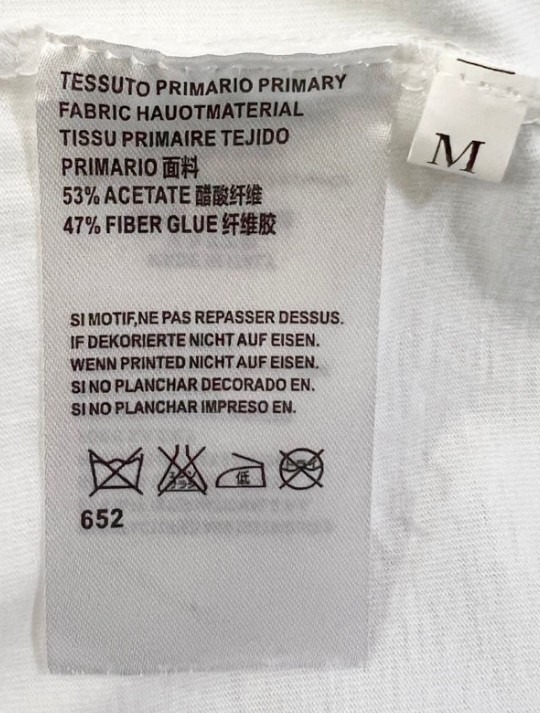 TESSUTO PRIMARIO PRIMARY
FABRIC HAUOTMATERIAL
TISSU PRIMAIRE TEJIDO
PRIMARIO 面料
53% ACETATE 醋酸纤维
47% FIBER GLUE 纤维胶
SI MOTIF,NE PAS REPASSER DESSUS.
IF DEKORIERTE NICHT AUF EISEN.
WENN PRINTED NICHT AUF EISEN.
SI NO PLANCHAR DECORADO EN.
SI NO PLANCHAR IMPRESO EN.
低
652
M